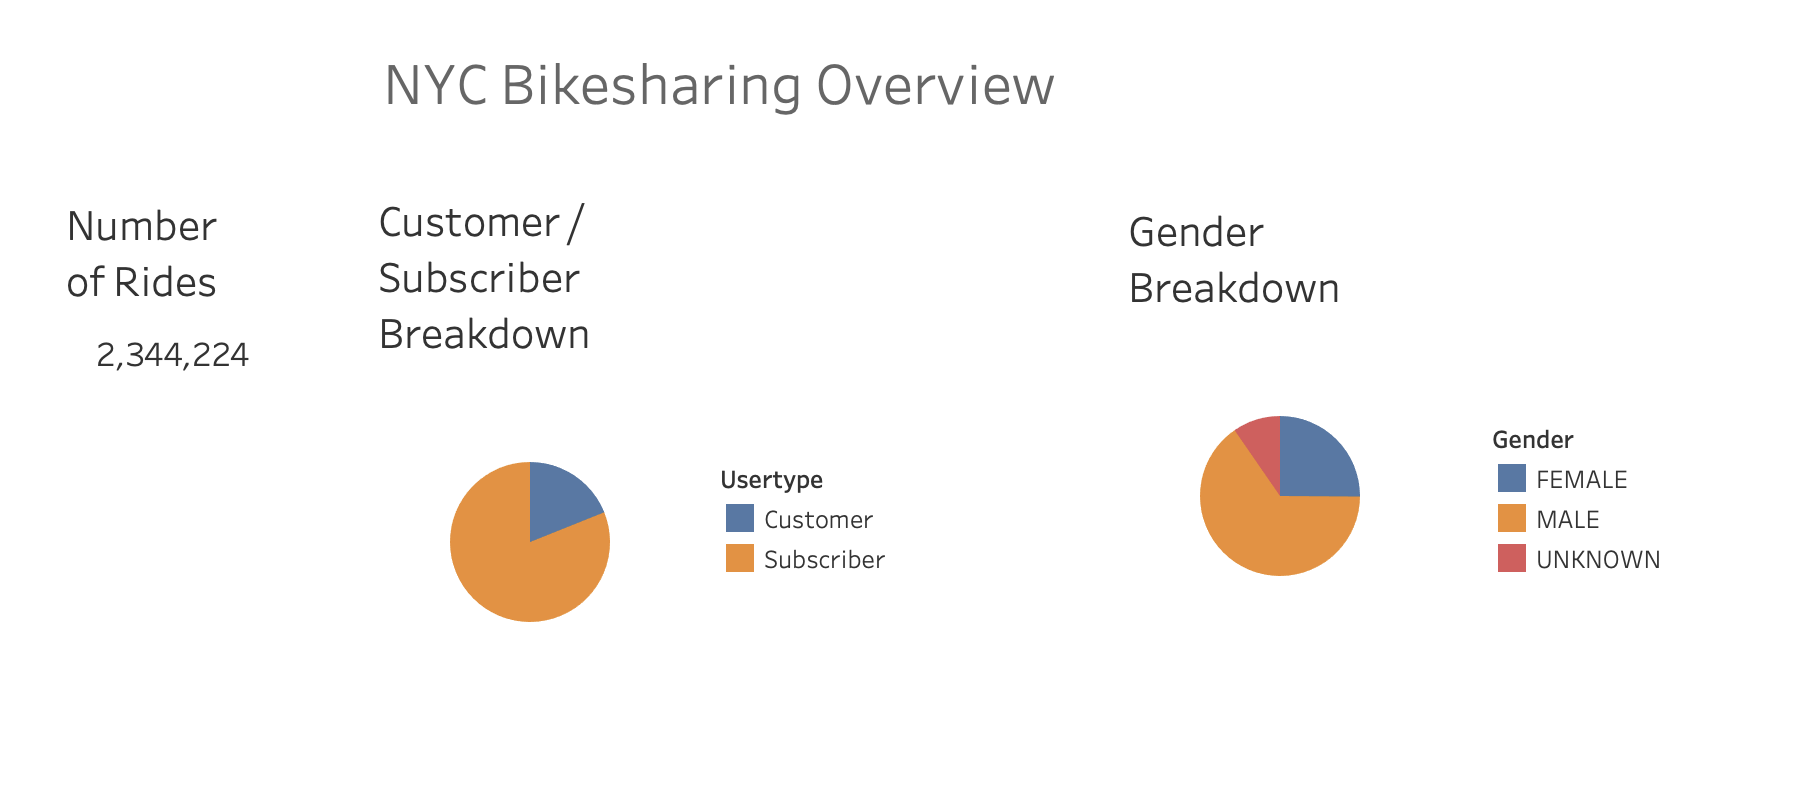 NYC Bikesharing Overview
Number
of Rides
2,344,224
Customer /
Subscriber
Breakdown
Usertype
Customer
Subscriber
Gender
Breakdown
Gender
FEMALE
MALE
UNKNOWN